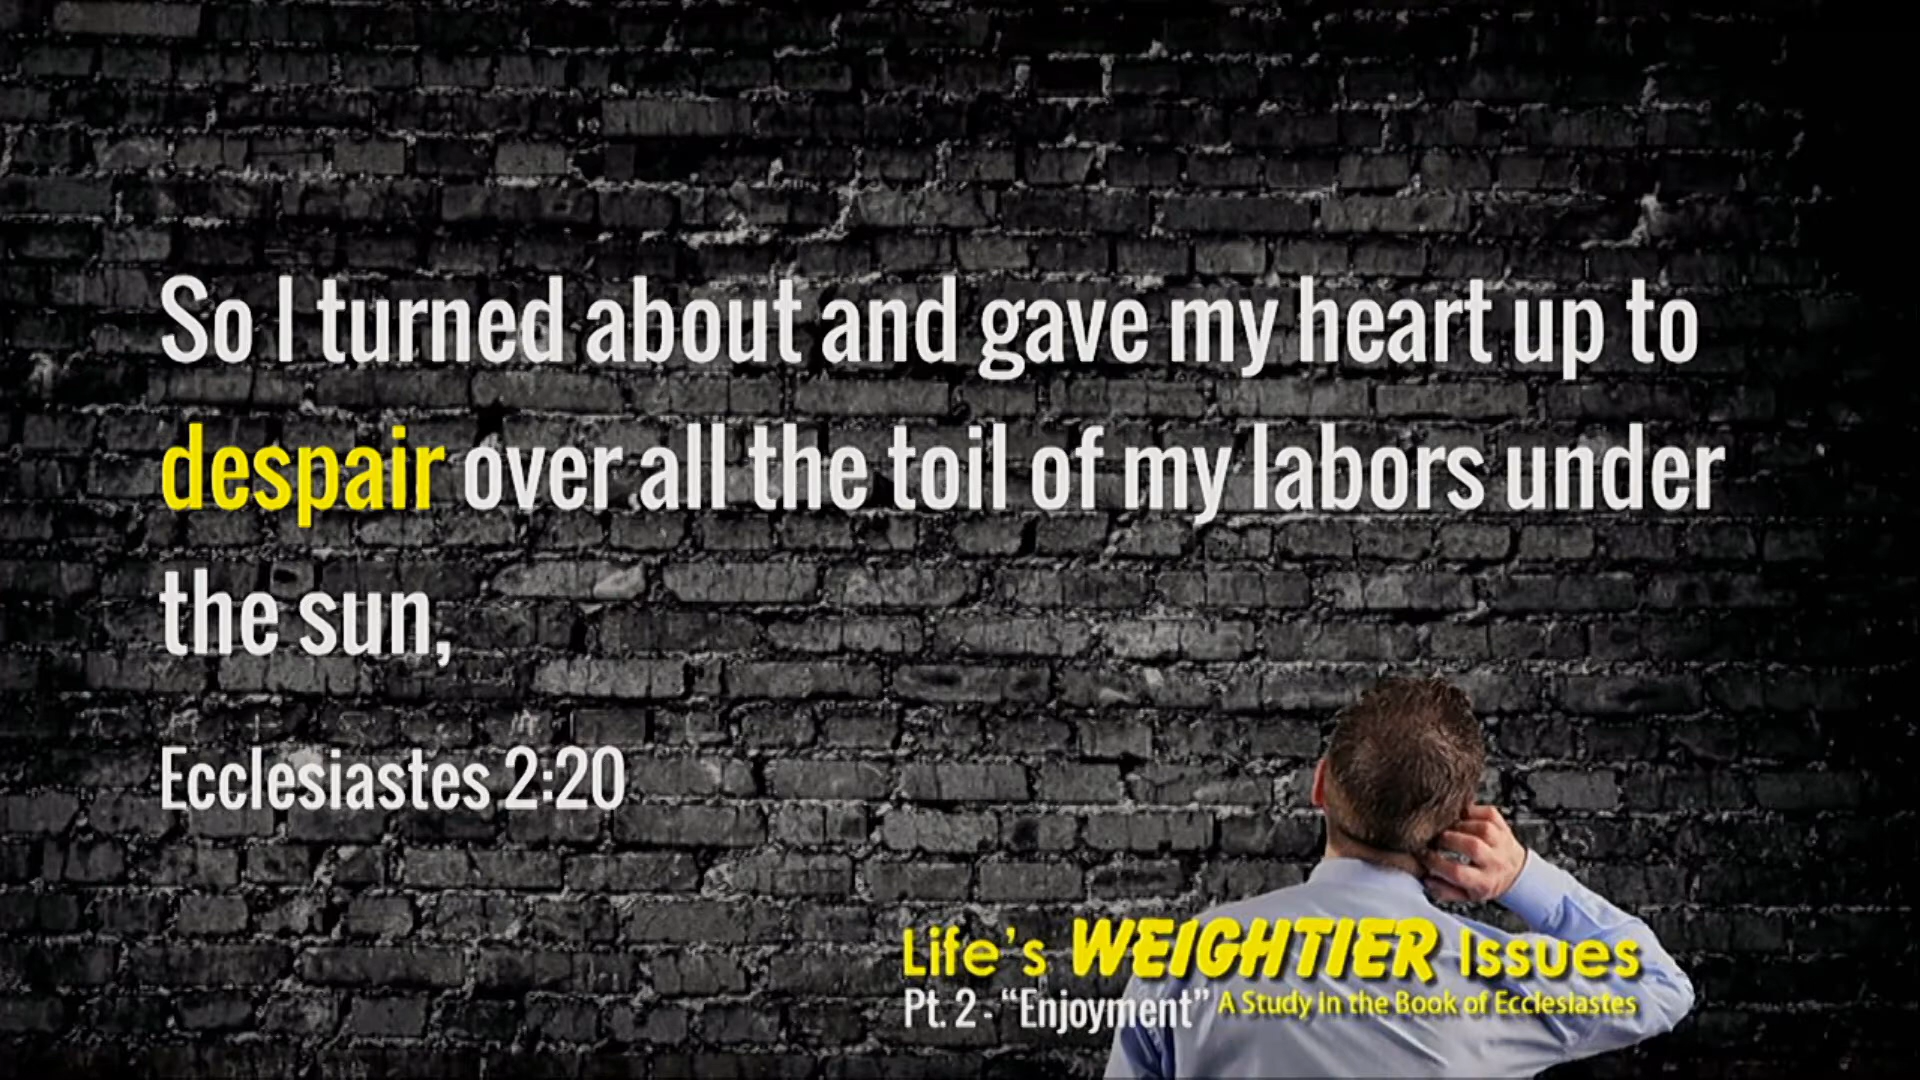 So I turned about and gave my heart up to
despair over all the toil of my labors under
the sun,
Ecclesiastes 2:20
Life's WEIGHTIER Issues
Pt. 2 - “Enjoyment” A Study in the Book of Ecclesiastes